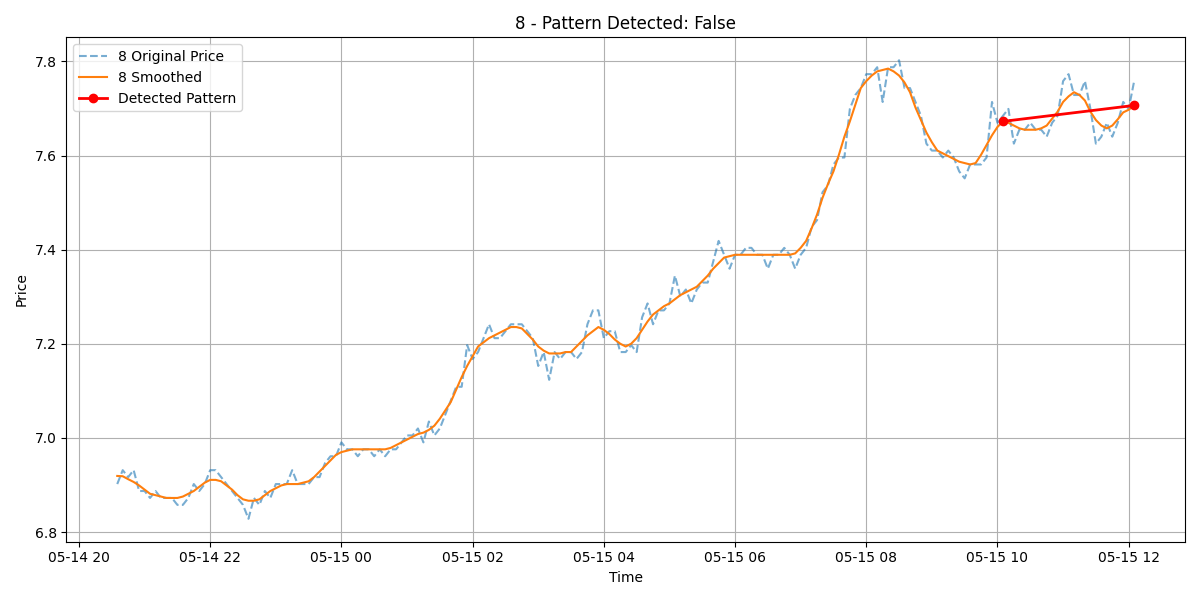 8 - Pattern Detected: False
8 Original Price
8 Smoothed
Detected Pattern
Price
7.8
7.6
7.4
7.2
7.0
6.8
05-14 20
05-14 22
05-15 00
05-15 02
05-15 04
05-15 06
05-15 08
05-15 10
05-15 12
Time